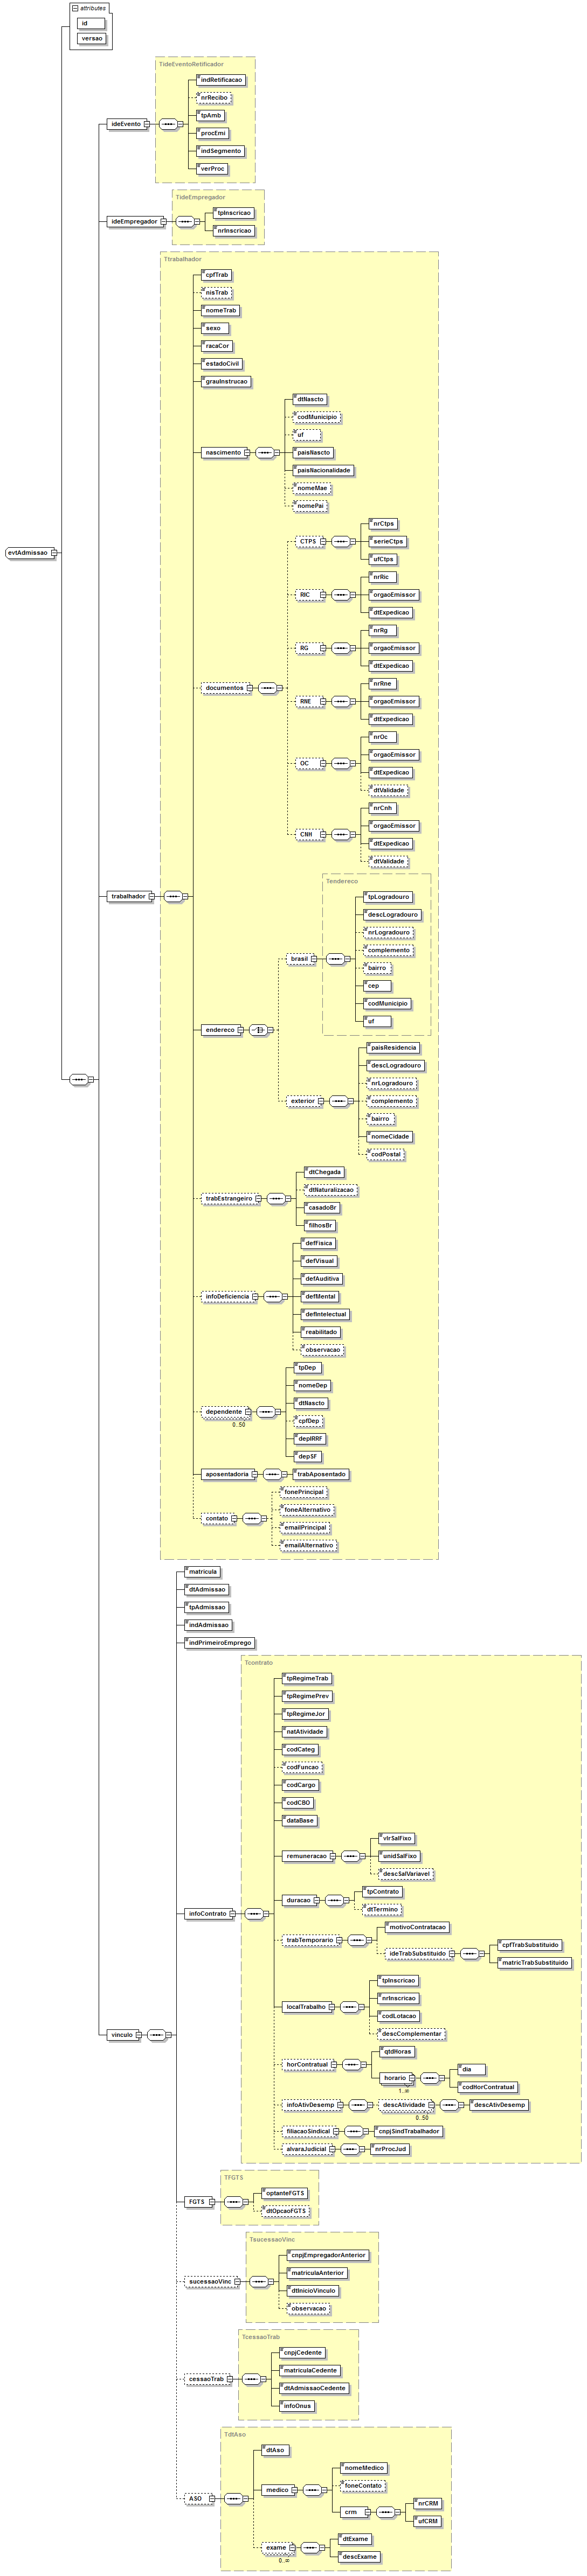 attributes
id
versao
TideEventoRetificador
indRetificacao
nrRecibo
tpAmb
ideEvento
procEmi
indSegmento
verProc
TideEmpregador
tpInscricao
ideEmpregador
nrInscricao
Ttrabalhador
cpfTrab
nisTrab
nomeTrab
sexo
racaCor
estadoCivil
grauInstrucao
dtNascto
codMunicipio
uf
nascimento
paisNascto
paisNacionalidade
nomeMae
nomePai
nrCtps
CTPS
serieCtps
evtAdmissao
ufCtps
nrRic
RIC
orgaoEmissor
dtExpedicao
nrRg
RG
orgaoEmissor
dtExpedicao
documentos
nrRne
RNE
orgaoEmissor
dtExpedicao
nrOc
orgaoEmissor
OC
dtExpedicao
dtValidade
nrCnh
orgaoEmissor
CNH
dtExpedicao
dtValidade
Tendereco
trabalhador
tpLogradouro
descLogradouro
nrLogradouro
complemento
brasil
bairro
cep
codMunicipio
uf
endereco
paisResidencia
descLogradouro
nrLogradouro
exterior
complemento
bairro
nomeCidade
codPostal
dtChegada
dtNaturalizacao
trabEstrangeiro
casadoBr
filhosBr
defFisica
defVisual
defAuditiva
infoDeficiencia
defMental
defIntelectual
reabilitado
observacao
tpDep
nomeDep
dtNascto
dependente
0..50
cpfDep
depIRRF
depSF
aposentadoria
trabAposentado
fonePrincipal
foneAlternativo
contato
emailPrincipal
emailAlternativo
matricula
dtAdmissao
tpAdmissao
indAdmissao
indPrimeiroEmprego
Tcontrato
tpRegimeTrab
tpRegimePrev
tpRegimeJor
natAtividade
codCateg
codFuncao
codCargo
codCBO
dataBase
vlrSalFixo
remuneracao
unidSalFixo
descSalVariavel
tpContrato
duracao
dtTermino
infoContrato
motivoContratacao
trabTemporario
cpfTrabSubstituido
ideTrabSubstituido
matricTrabSubstituido
tpInscricao
nrInscricao
localTrabalho
codLotacao
descComplementar
vinculo
qtdHoras
horContratual
dia
horario
1..∞
codHorContratual
infoAtivDesemp
descAtividade
0..50
descAtivDesemp
filiacaoSindical
cnpjSindTrabalhador
alvaraJudicial
nrProcJud
TFGTS
optanteFGTS
FGTS
dtOpcaoFGTS
TsucessaoVinc
cnpjEmpregadorAnterior
matriculaAnterior
sucessaoVinc
dtInicioVinculo
observacao
TcessaoTrab
cnpjCedente
matriculaCedente
cessaoTrab
dtAdmissaoCedente
infoOnus
TdtAso
dtAso
nomeMedico
medico
foneContato
ASO
nrCRM
crm
ufCRM
dtExame
exame
0..∞
descExame